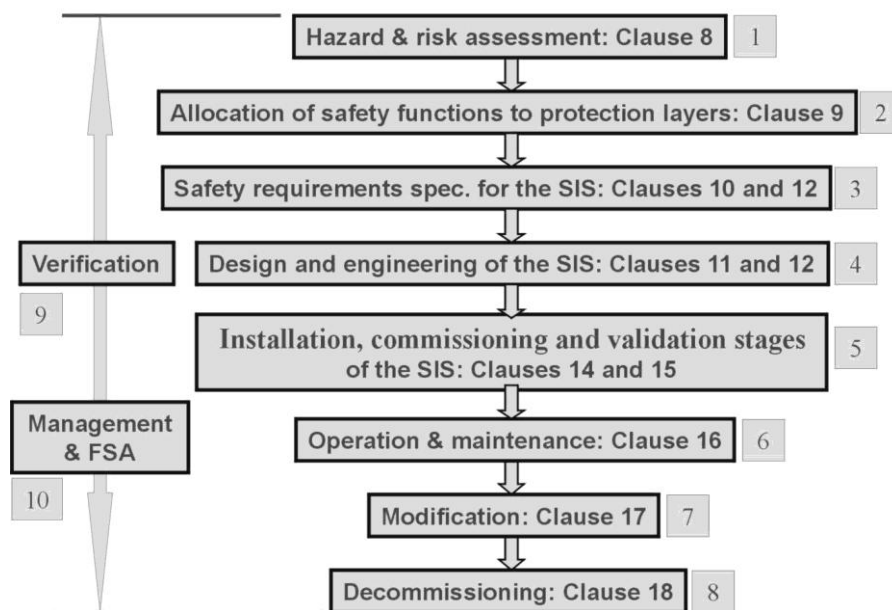 Hazard & risk assessment: Clause 8
1
Allocation of safety functions to protection layers: Clause 9
2
Safety requirements spec. for the SIS: Clauses 10 and 12
3
Verification
9
Design and engineering of the SIS: Clauses 11 and 12
4
Installation, commissioning and validation stages
of the SIS: Clauses 14 and 15
5
Management
& FSA
10
Operation & maintenance: Clause 16
6
Modification: Clause 17
7
Decommissioning: Clause 18
8